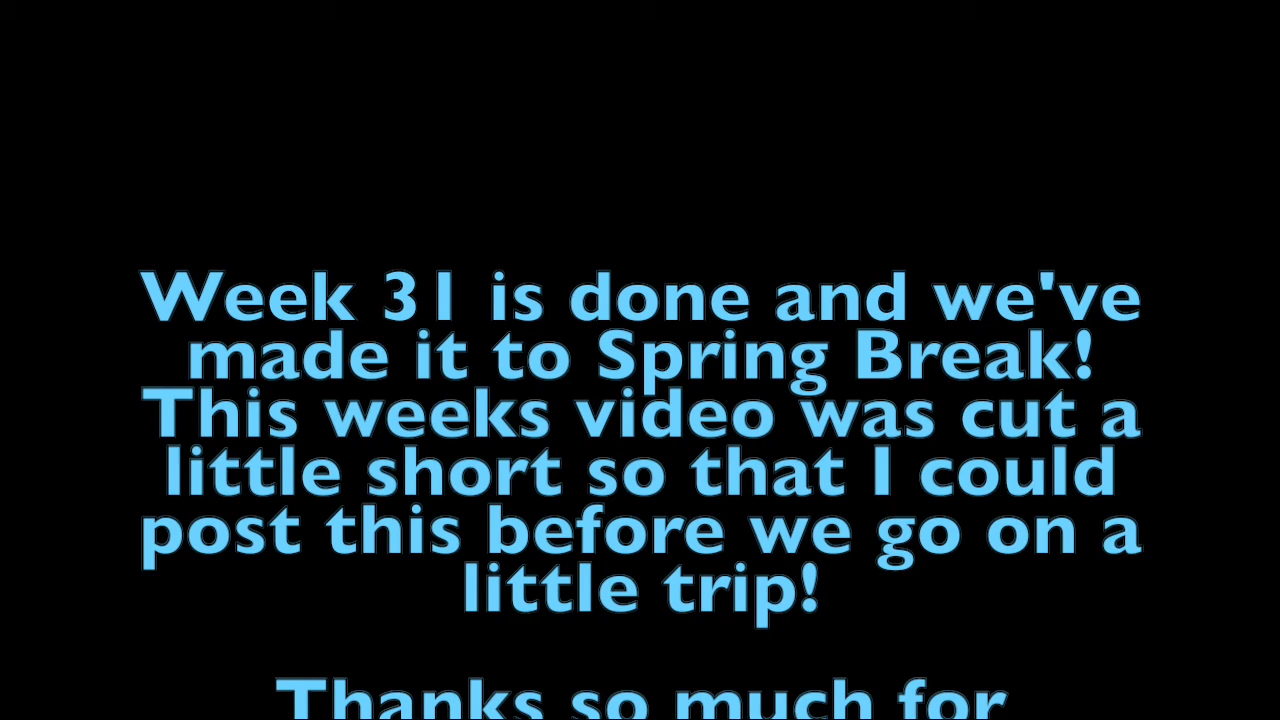 Week 31 is done and we've
made it to Spring Break!
This weeks video was cut a
little short so that I could
post this before we go on a
little trip!
Thanks so much for